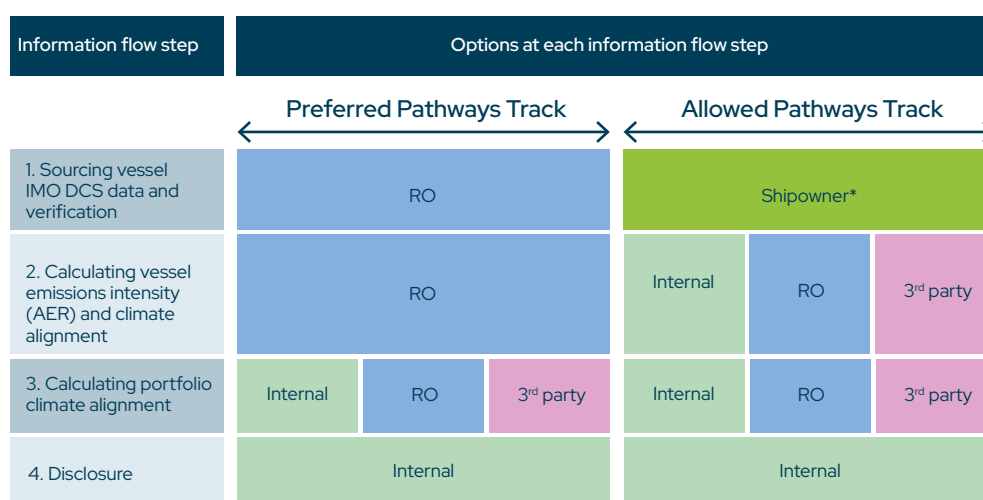 Information flow step
Options at each information flow step
Preferred Pathways Track
Allowed Pathways Track
1. Sourcing vessel
IMO DCS data and
verification
RO
Shipowner*
2. Calculating vessel
emissions intensity
(AER) and climate
alignment
RO
Internal
RO
3rd party
3. Calculating portfolio
climate alignment
Internal
RO
3rd party
Internal
RO
3rd party
4. Disclosure
Internal
Internal